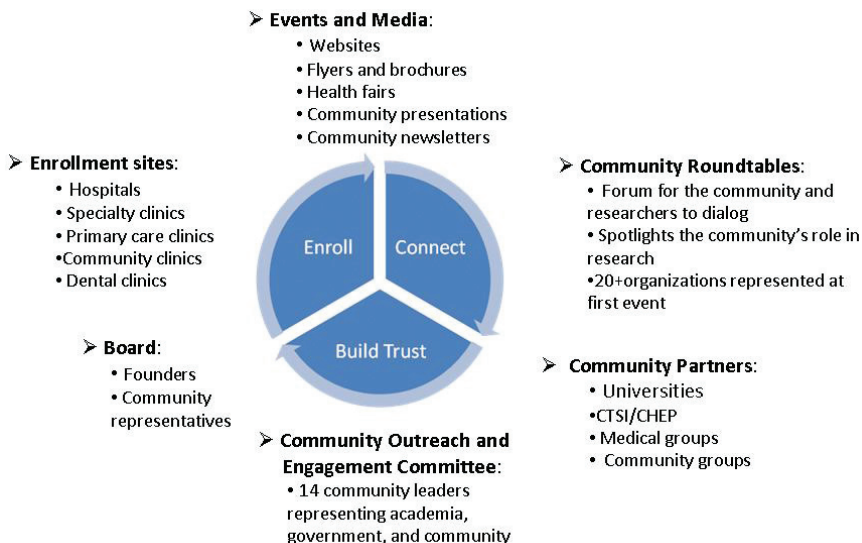 ➢ Events and Media:
• Websites
• Flyers and brochures
• Health fairs
• Community presentations
• Community newsletters
➢ Enrollment sites:
• Hospitals
• Specialty clinics
• Primary care clinics
•Community clinics
• Dental clinics
➢ Community Roundtables:
• Forum for the community and
researchers to dialog
• Spotlights the community's role in
research
•20+organizations represented at
first event
Enroll
Connect
Build Trust
➢ Board:
• Founders
• Community
representatives
➢ Community Partners:
• Universities
•CTSI/CHEP
• Medical groups
• Community groups
➢ Community Outreach and
Engagement Committee:
• 14 community leaders
representing academia,
government, and community